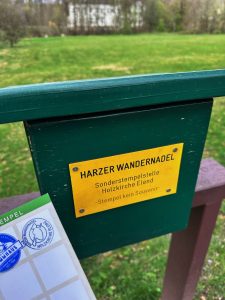 HARZER WANDERNADEL
Sonderstempelstelle
Holzkirche Elend
Stempel kein Souvenir
STEMPEL